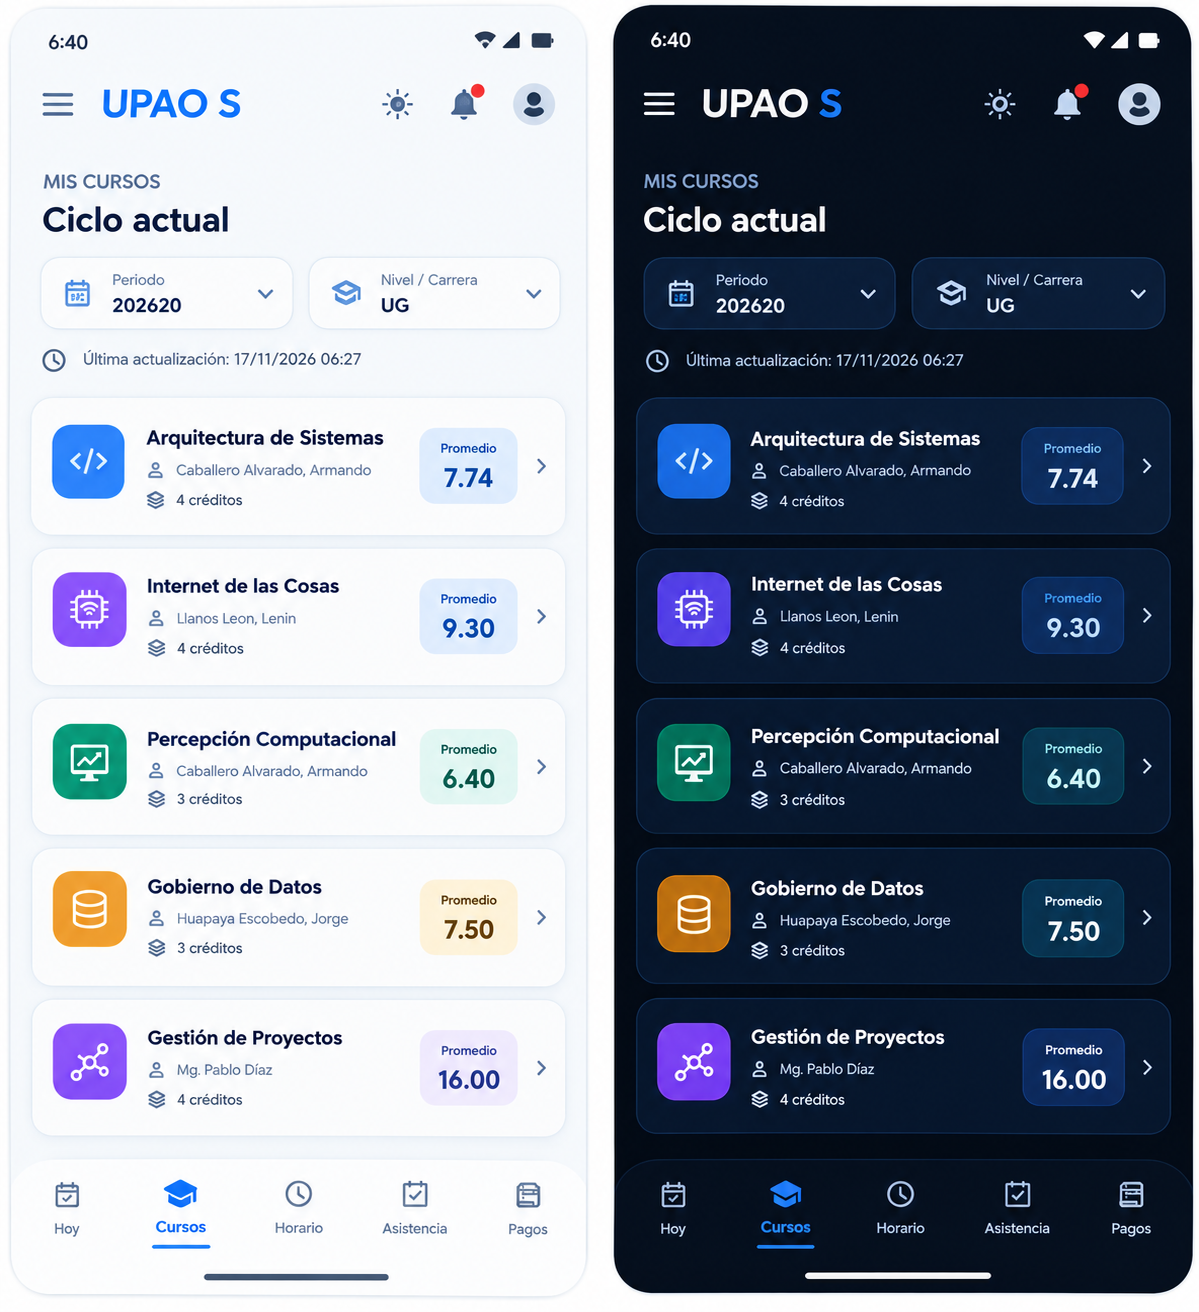 6:40
UPAO S
MIS CURSOS
Ciclo actual
Periodo
202620
Nivel / Carrera
UG
Última actualización: 17/11/2026 06:27
Arquitectura de Sistemas
Caballero Alvarado, Armando
4 créditos
Promedio
7.74
Internet de las Cosas
Llanos Leon, Lenin
4 créditos
Promedio
9.30
Percepción Computacional
Caballero Alvarado, Armando
3 créditos
Promedio
6.40
Gobierno de Datos
Huapaya Escobedo, Jorge
3 créditos
Promedio
7.50
Gestión de Proyectos
Mg. Pablo Díaz
4 créditos
Promedio
16.00
Hoy
Cursos
Horario
Asistencia
Pagos
6:40
UPAO S
MIS CURSOS
Ciclo actual
Periodo
202620
Nivel / Carrera
UG
Última actualización: 17/11/2026 06:27
Arquitectura de Sistemas
Caballero Alvarado, Armando
4 créditos
Promedio
7.74
Internet de las Cosas
Llanos Leon, Lenin
4 créditos
Promedio
9.30
Percepción Computacional
Caballero Alvarado, Armando
3 créditos
Promedio
6.40
Gobierno de Datos
Huapaya Escobedo, Jorge
3 créditos
Promedio
7.50
Gestión de Proyectos
Mg. Pablo Díaz
4 créditos
Promedio
16.00
Hoy
Cursos
Horario
Asistencia
Pagos